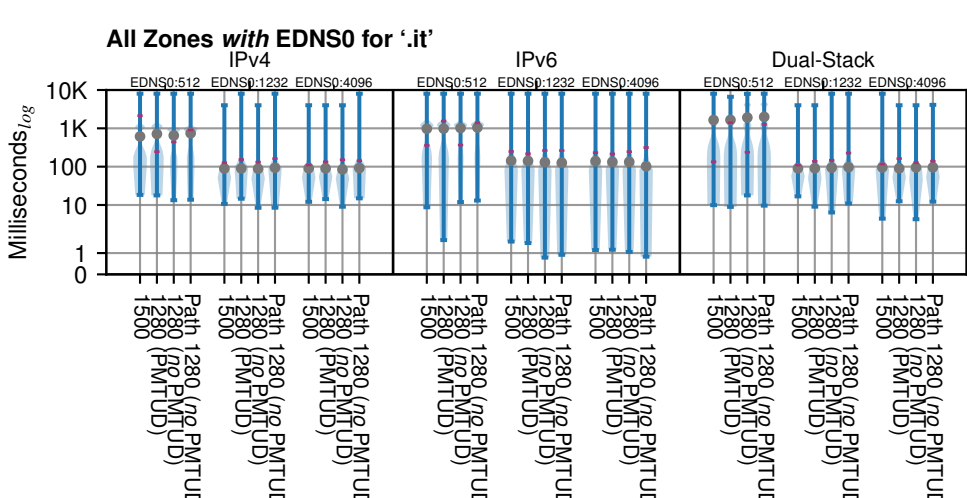 All Zones with EDNS0 for ‘.it’
IPv4 IPv6 Dual-Stack
EDNS0:512 EDNS0:1232 EDNS0:4096 EDNS0:512 EDNS0:1232 EDNS0:4096 EDNS0:512 EDNS0:1232 EDNS0:4096
10K
1K
100
10
1
0
Milliseconds log
1500
1280 (PMTUD)
1280 (no PMTUD)
Path 1280 (no PMTUD
1500
1280 (PMTUD)
1280 (no PMTUD)
Path 1280 (no PMTUD
1500
1280 (PMTUD)
1280 (no PMTUD)
Path 1280 (no PMTUD
1500
1280 (PMTUD)
1280 (no PMTUD)
Path 1280 (no PMTUD
1500
1280 (PMTUD)
1280 (no PMTUD)
Path 1280 (no PMTUD
1500
1280 (PMTUD)
1280 (no PMTUD)
Path 1280 (no PMTUD
1500
1280 (PMTUD)
1280 (no PMTUD)
Path 1280 (no PMTUD
1500
1280 (PMTUD)
1280 (no PMTUD)
Path 1280 (no PMTUD
1500
1280 (PMTUD)
1280 (no PMTUD)
Path 1280 (no PMTUD